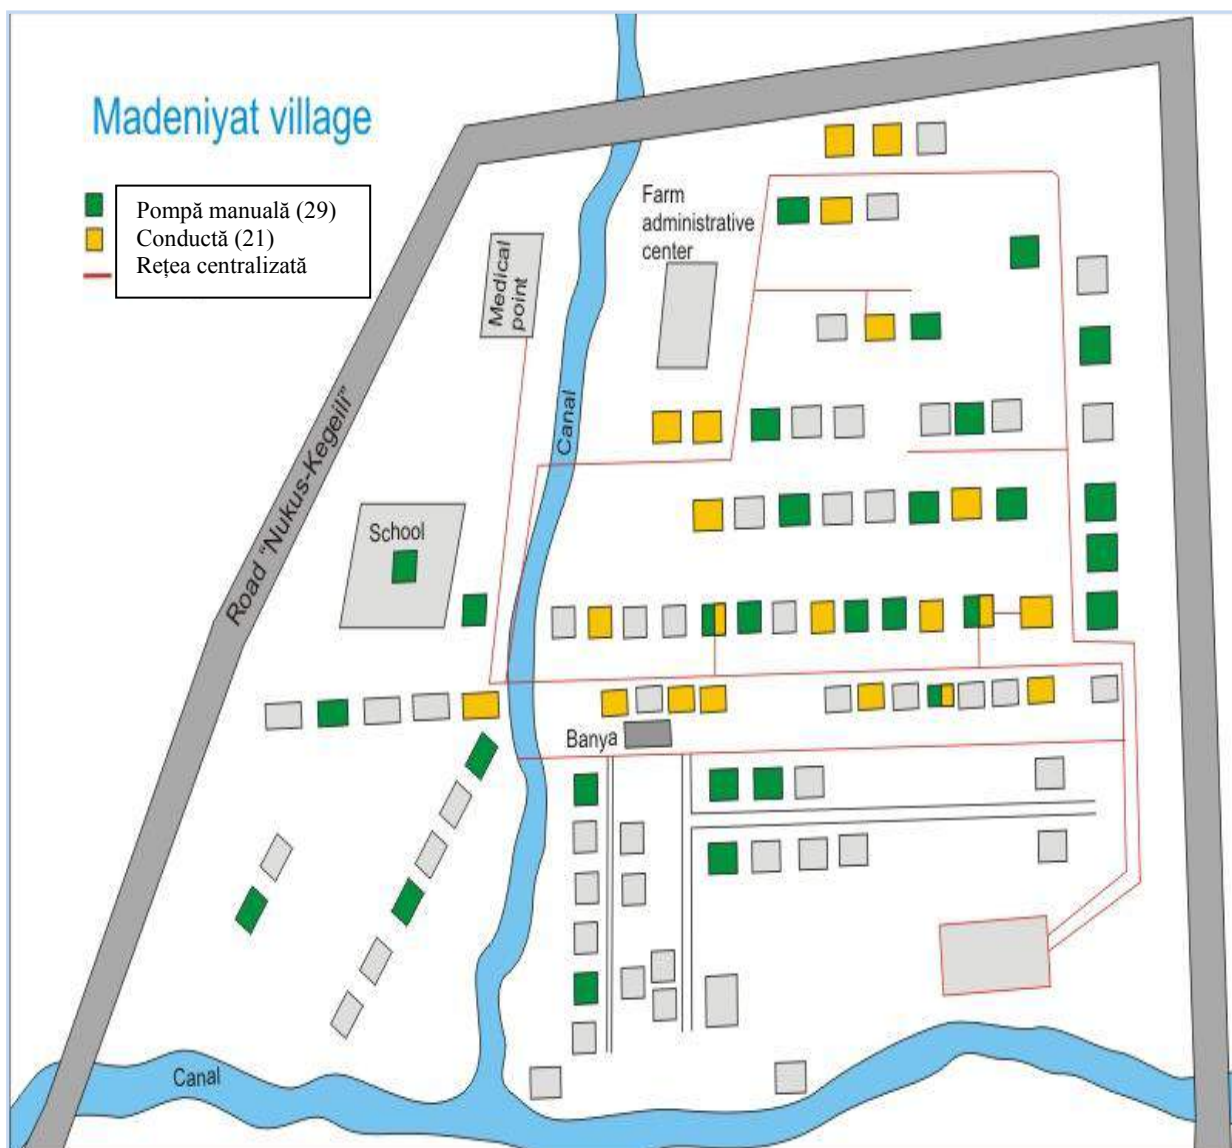 Madeniyat village
Pompă manuală (29)
Conductă (21)
Rețea centralizată
Farm
administrative
center
Medical
point
Canal
Road "Nukus-Kegeili"
School
Banya
Canal